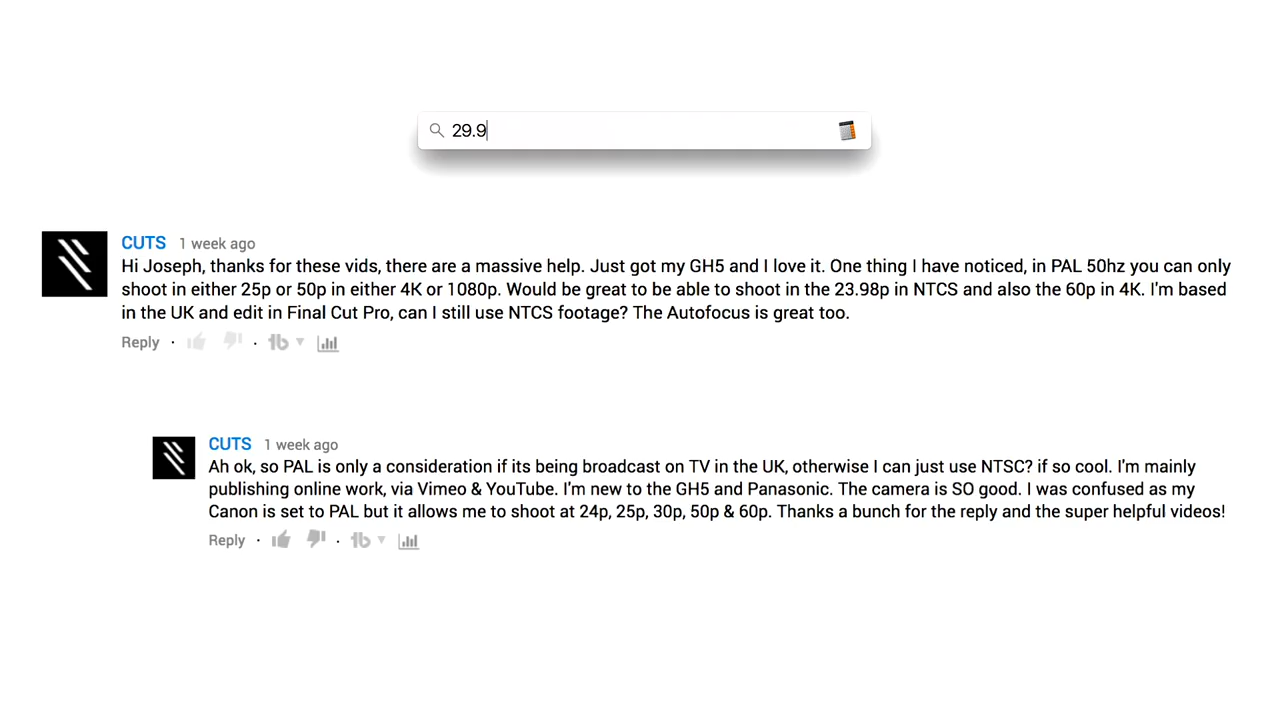 29.9
CUTS 1 week ago
Hi Joseph, thanks for these vids, there are a massive help. Just got my GH5 and I love it. One thing I have noticed, in PAL 50hz you can only
shoot in either 25p or 50p in either 4K or 1080p. Would be great to be able to shoot in the 23.98p in NTCS and also the 60p in 4K. I'm based
in the UK and edit in Final Cut Pro, can I still use NTCS footage? The Autofocus is great too.
Reply
CUTS 1 week ago
Ah ok, so PAL is only a consideration if its being broadcast on TV in the UK, otherwise I can just use NTSC? if so cool. I'm mainly
publishing online work, via Vimeo & YouTube. I'm new to the GH5 and Panasonic. The camera is SO good. I was confused as my
Canon is set to PAL but it allows me to shoot at 24p, 25p, 30p, 50p & 60p. Thanks a bunch for the reply and the super helpful videos!
Reply